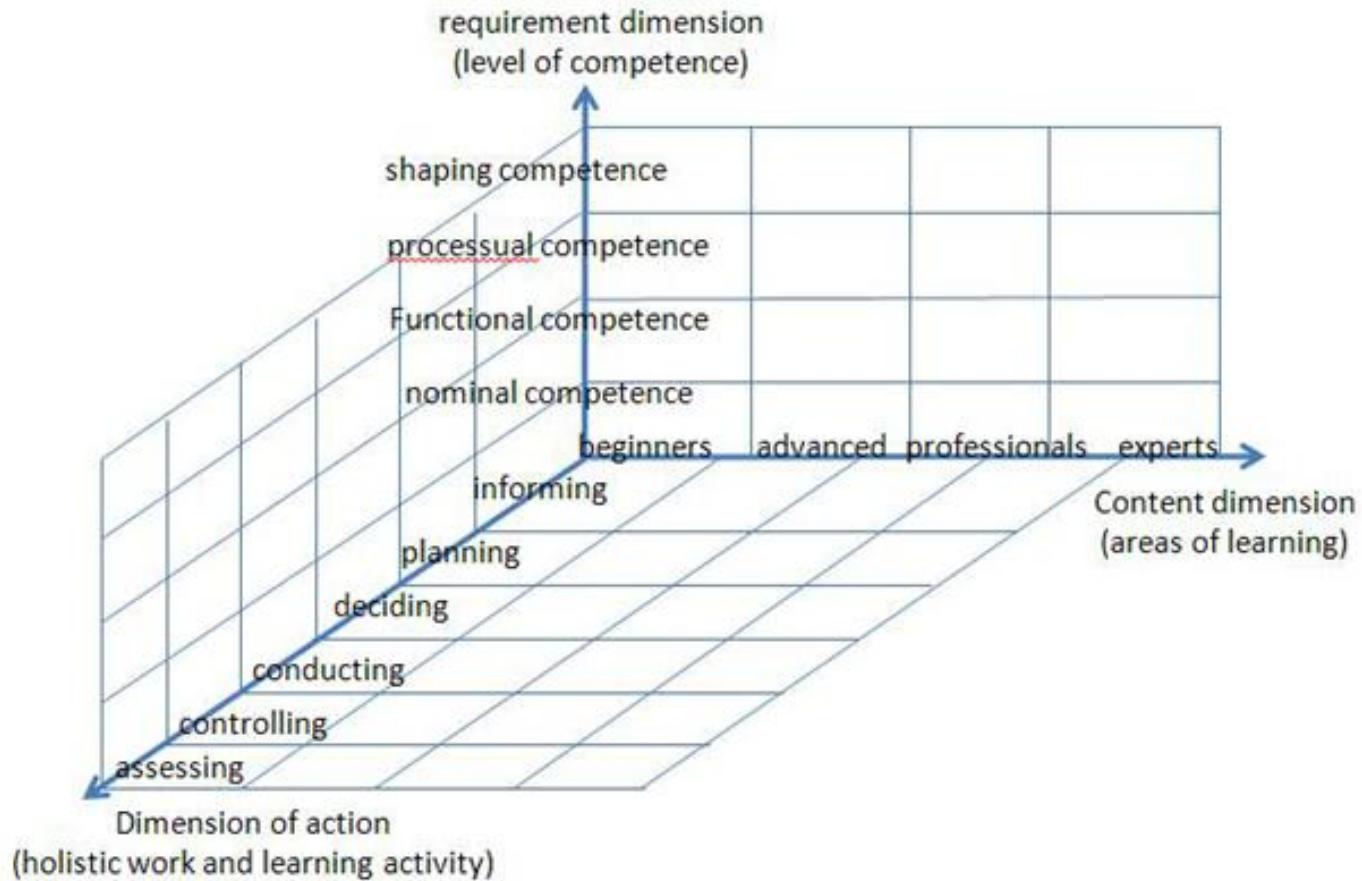 requirement dimension
(level of competence)
shaping competence
processual competence
Functional competence
nominal competence
beginners advanced professionals experts
informing
Content dimension
(areas of learning)
planning
deciding
conducting
controlling
assessing
Dimension of action
(holistic work and learning activity)